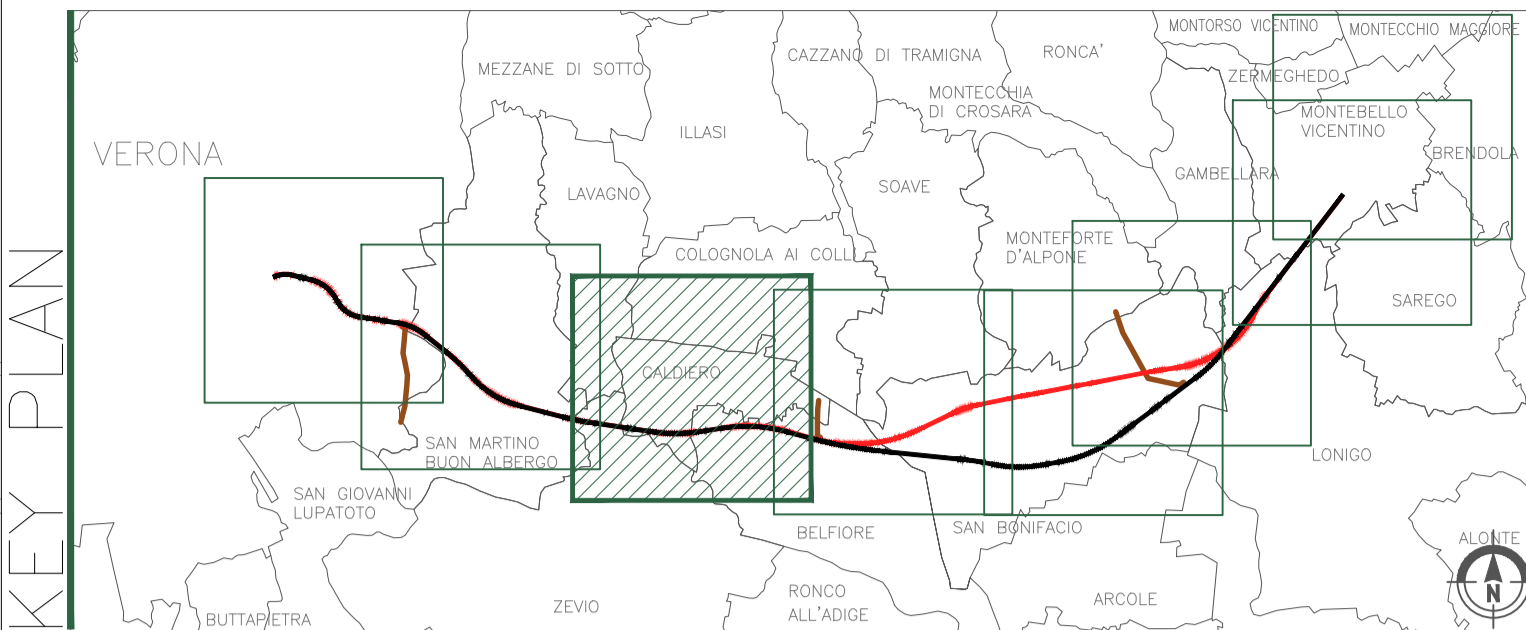 KEY PLAN
MONTORSO VICENTINO
MONTECCHIO MAGGIORE
MEZZANE DI SOTTO
CAZZANO DI TRAMIGNA
RONCA'
ZERMEGHEDO
MONTECCHIA
DI CROSARA
MONTEBELLO
VICENTINO
ILLASI
VERONA
BRENDOLA
GAMBELLARA
SOAVE
LAVAGNO
MONTEFORTE
D'ALPONE
COLOGNOLA AI COLLI
SAREGO
CALDIERO
SAN MARTINO
BUON ALBERGO
LONIGO
SAN GIOVANNI
LUPATOTO
BELFIORE
SAN BONIFACIO
ALONTE
RONCO
ALL'ADIGE
ARCOLE
ZEVIO
BUTTAPIETRA
N